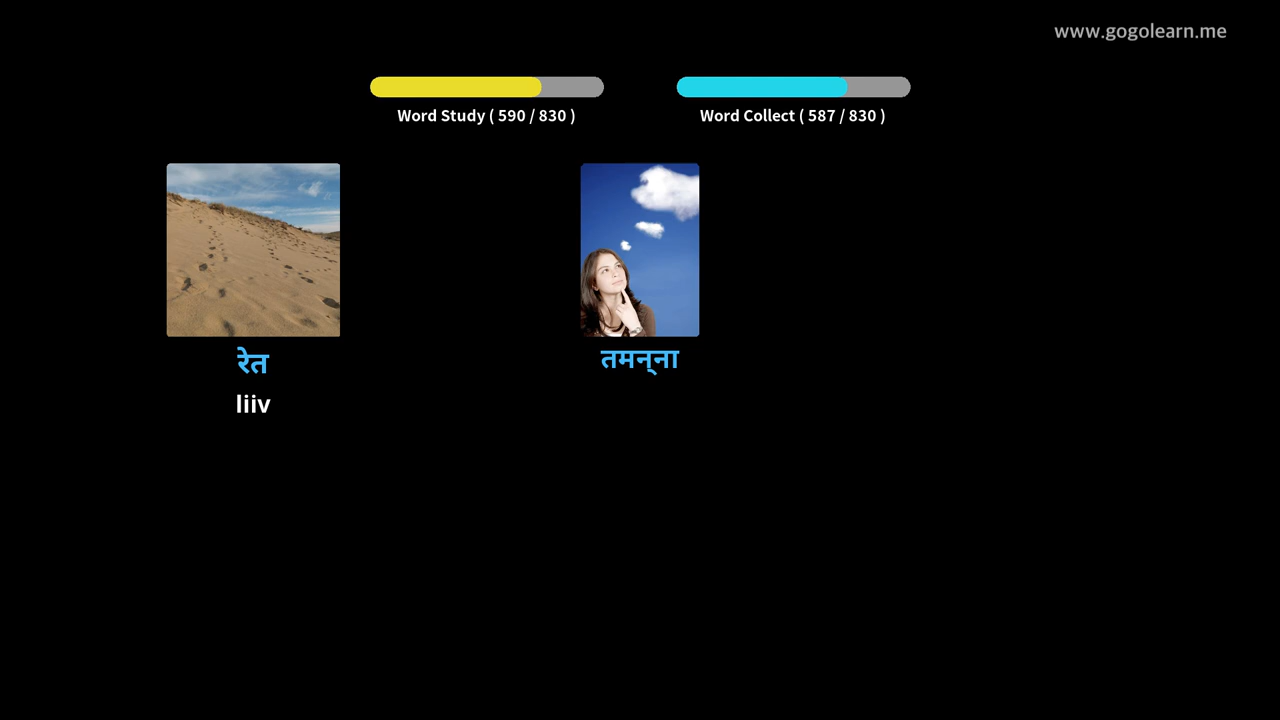 www.gogolearn.me
Word Study ( 590 / 830 )
Word Collect ( 587 / 830 )
रेत
liiv
तमन्‌ना